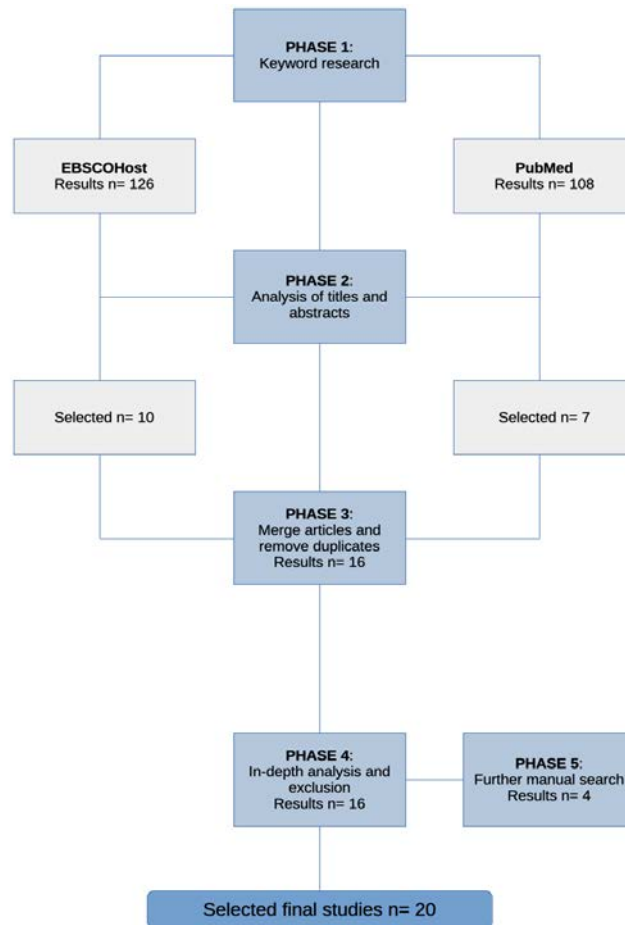 PHASE 1:
Keyword research
EBSCOHost
Results n= 126
PubMed
Results n= 108
PHASE 2:
Analysis of titles and
abstracts
Selected n= 10
Selected n= 7
PHASE 3:
Merge articles and
remove duplicates
Results n= 16
PHASE 4:
In-depth analysis and
exclusion
Results n= 16
PHASE 5:
Further manual search
Results n= 4
Selected final studies n= 20